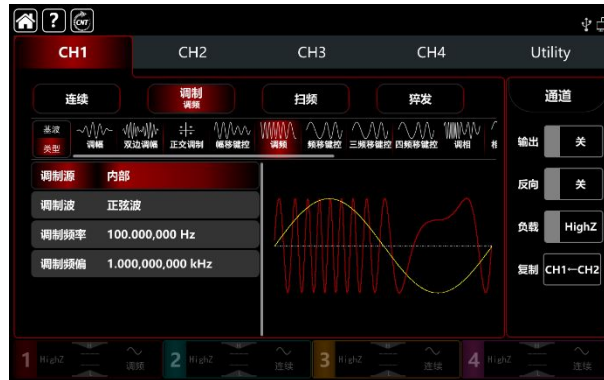 ? CNT
CH1 CH2 CH3 CH4 Utility
连续 调制 扫频 猝发 通道
调频
基波
类型
调幅 双边调幅 正交调制 幅移键控 调频 频移键控 三频移键控 四频移键控 调相
输出 关
调制源 内部
反向 关
调制波 正弦波
负载 HighZ
调制频率 100.000,000 Hz
复制 CH1←CH2
调制频偏 1.000,000,000 kHz
1 HighZ 调频 2 HighZ 连续 3 HighZ 连续 4 HighZ 连续